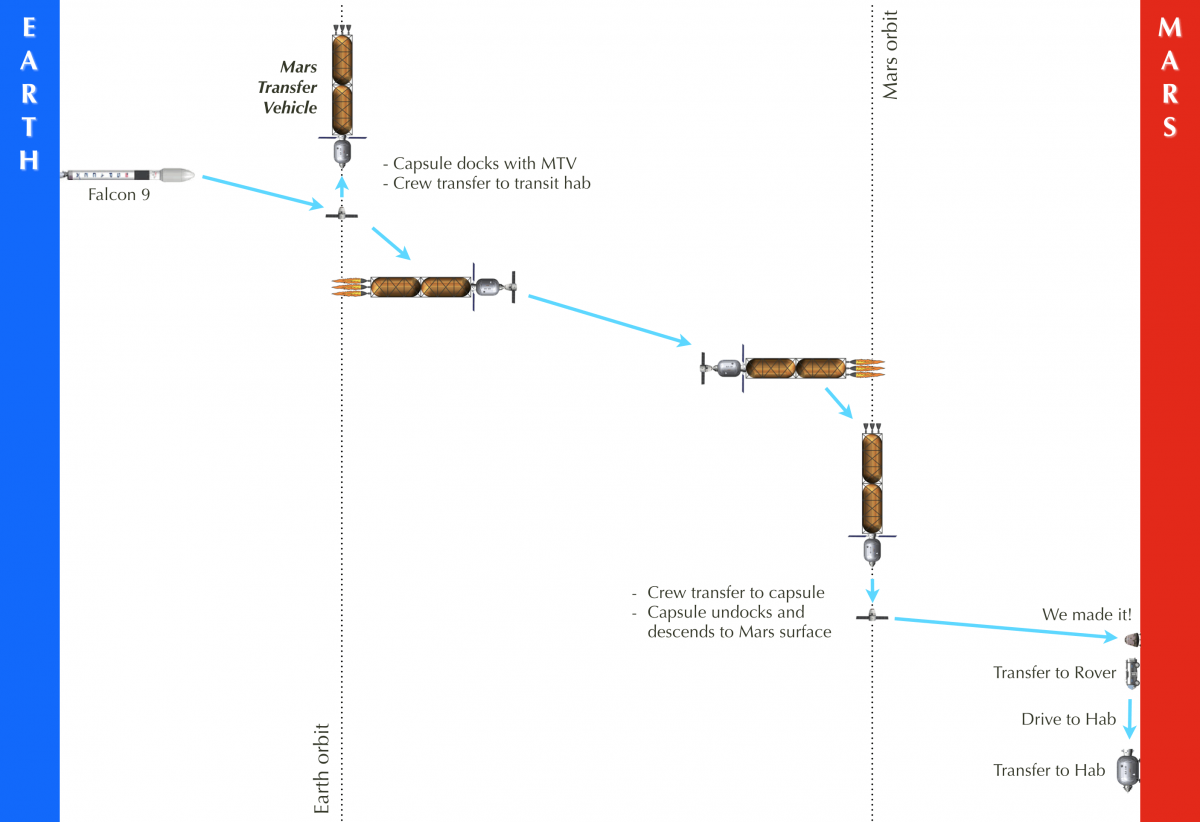 EARTH
MARS
Mars
Transfer
Vehicle
Mars orbit
- Capsule docks with MTV
- Crew transfer to transit hab
Falcon 9
- Crew transfer to capsule
- Capsule undocks and
descends to Mars surface
We made it!
Transfer to Rover
Drive to Hab
Transfer to Hab
Earth orbit